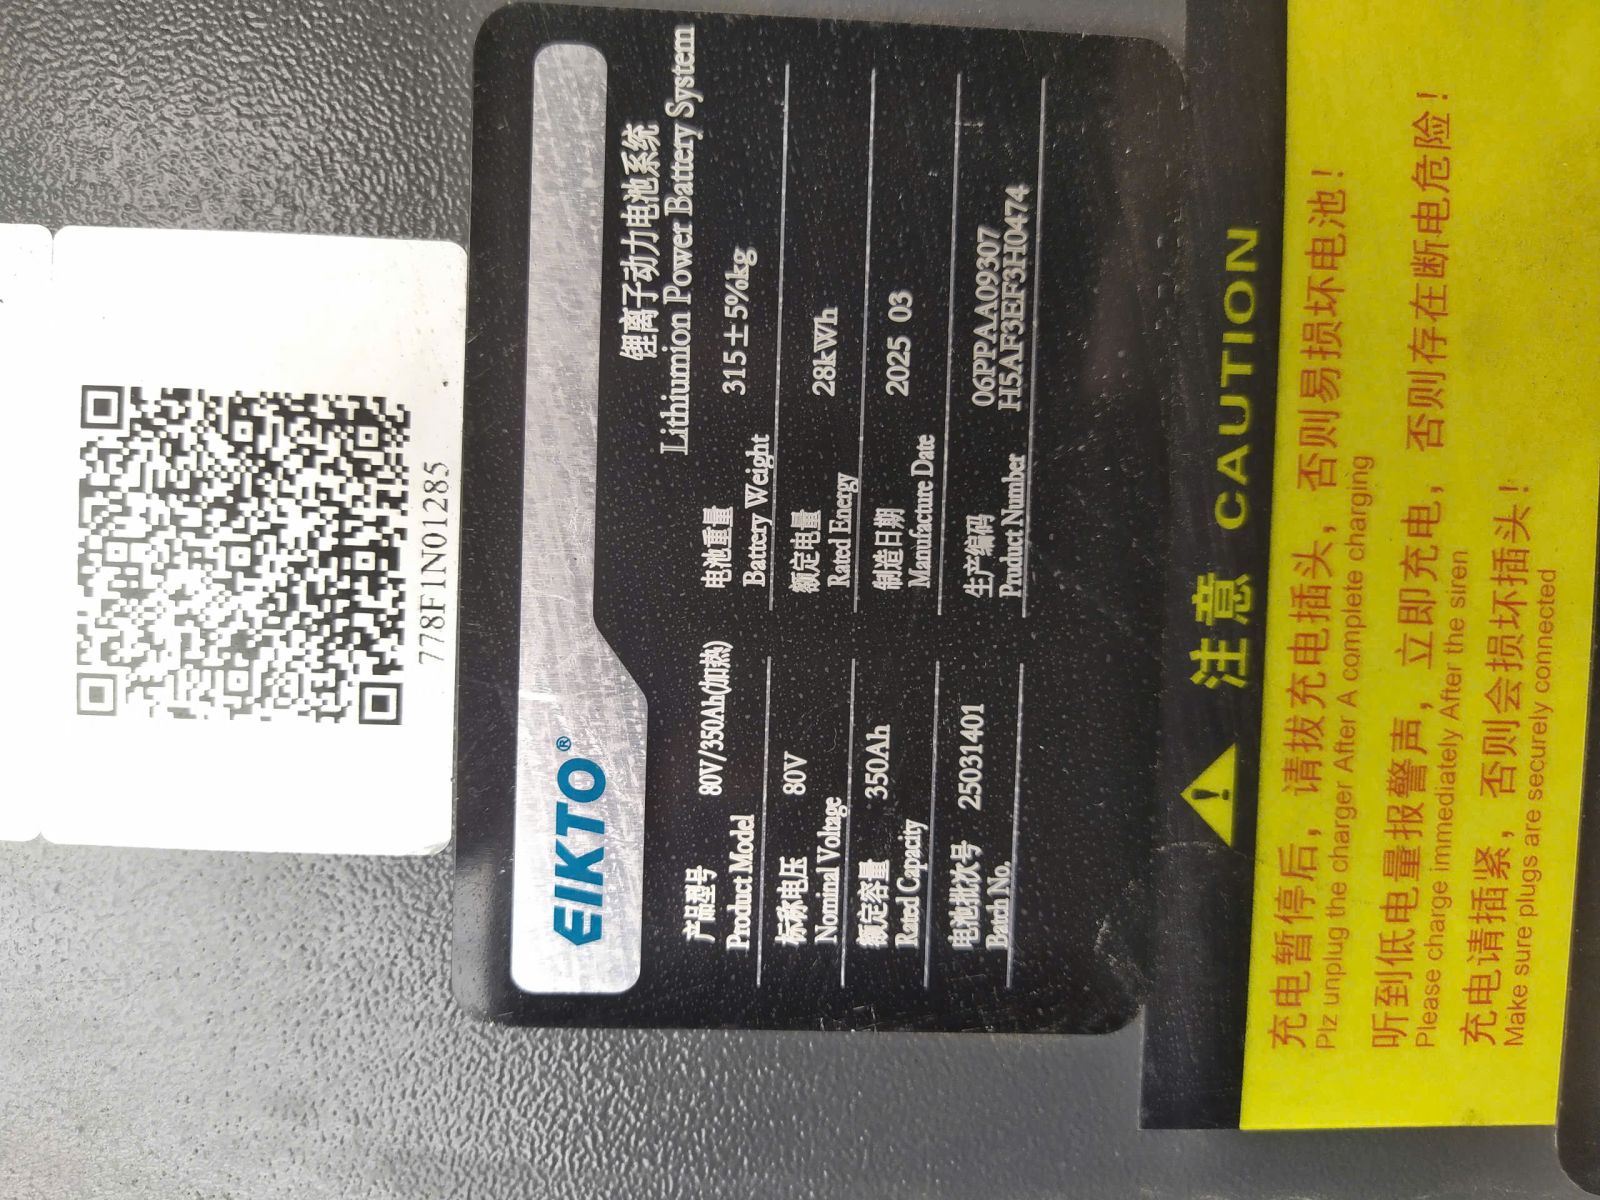 778F1N01285
EIKTO®
锂离子动力电池系统
Lithiumion Power Battery System
产品型号 80V/350Ah(加热)
Product Model
电池重量 315±5%kg
Battery Weight
标称电压 80V
Nominal Voltage
额定电量 28kWh
Rated Energy
额定容量 350Ah
Rated Capacity
制造日期 2025 03
Manufacture Date
电池批次号 25031401
Batch No.
生产编码 06PPAA09307
Product Number H5AF3EF3H0474
注意 CAUTION
充电暂停后，请拔充电插头，否则易损坏电池！
Plz unplug the charger After A complete charging
听到低电量报警声，立即充电，否则存在断电危险！
Please charge immediately After the siren
充电请插紧，否则会损坏插头！
Make sure plugs are securely connected